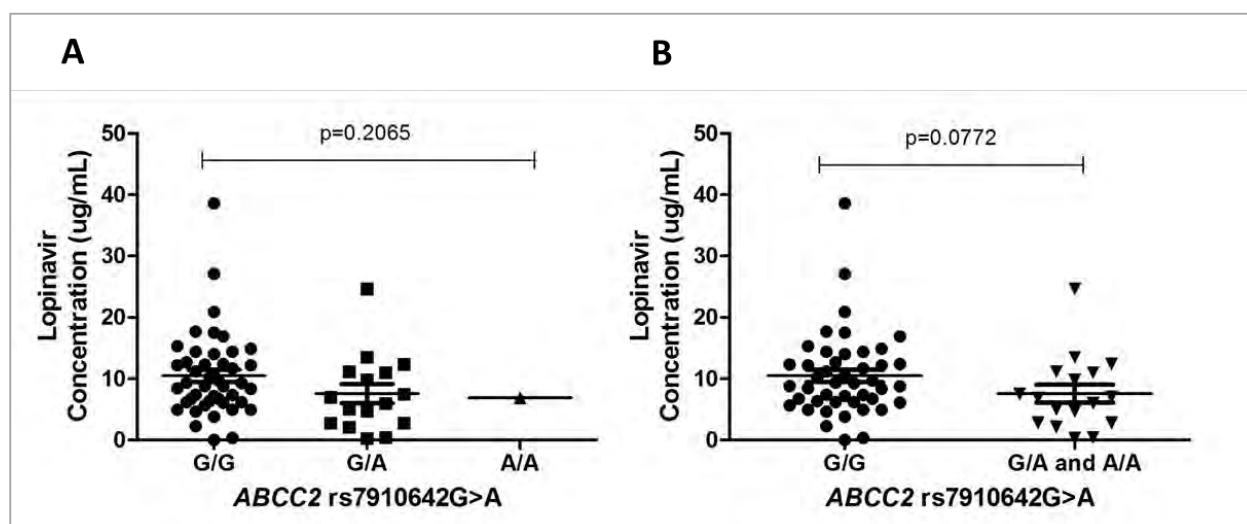 A
B
p=0.2065
50
40
30
20
10
0
Lopinavir
Concentration (ug/mL)
G/G
G/A
A/A
ABCC2 rs7910642G>A
p=0.0772
50
40
30
20
10
0
Lopinavir
Concentration (ug/mL)
G/G
G/A and A/A
ABCC2 rs7910642G>A